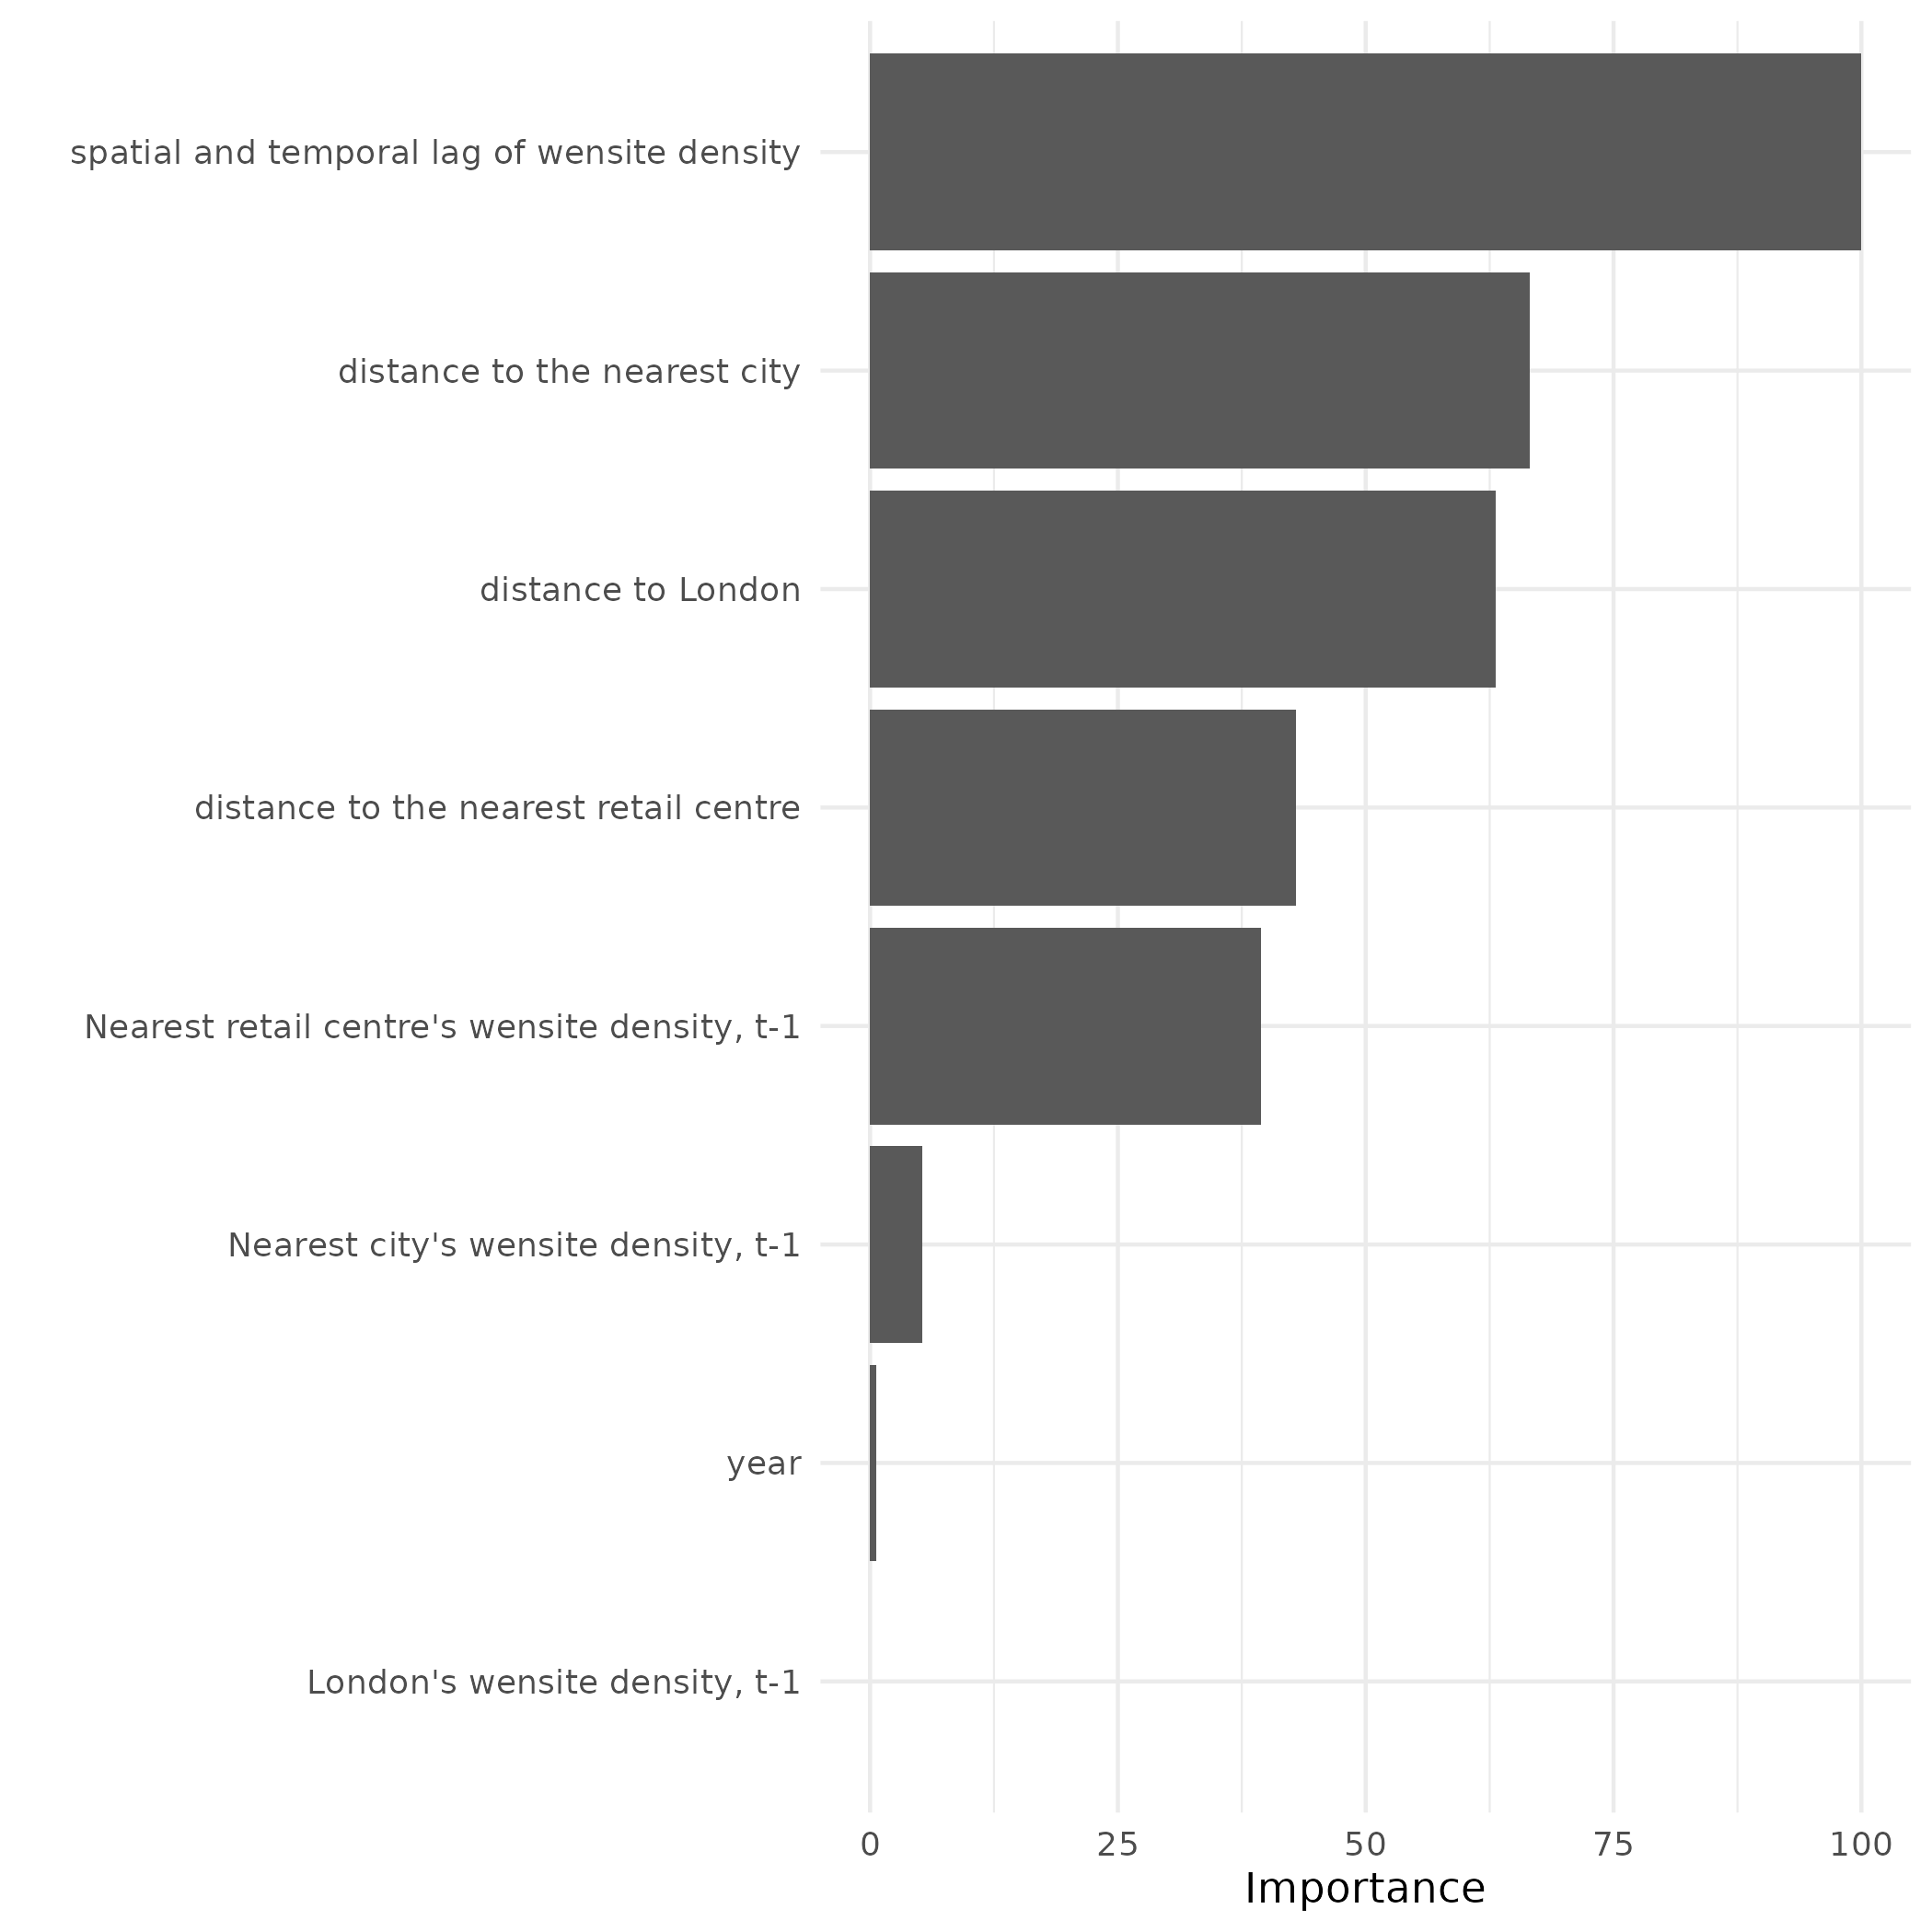 spatial and temporal lag of wensite density
distance to the nearest city
distance to London
distance to the nearest retail centre
Nearest retail centre's wensite density, t-1
Nearest city's wensite density, t-1
year
London's wensite density, t-1
0 25 50 75 100
Importance